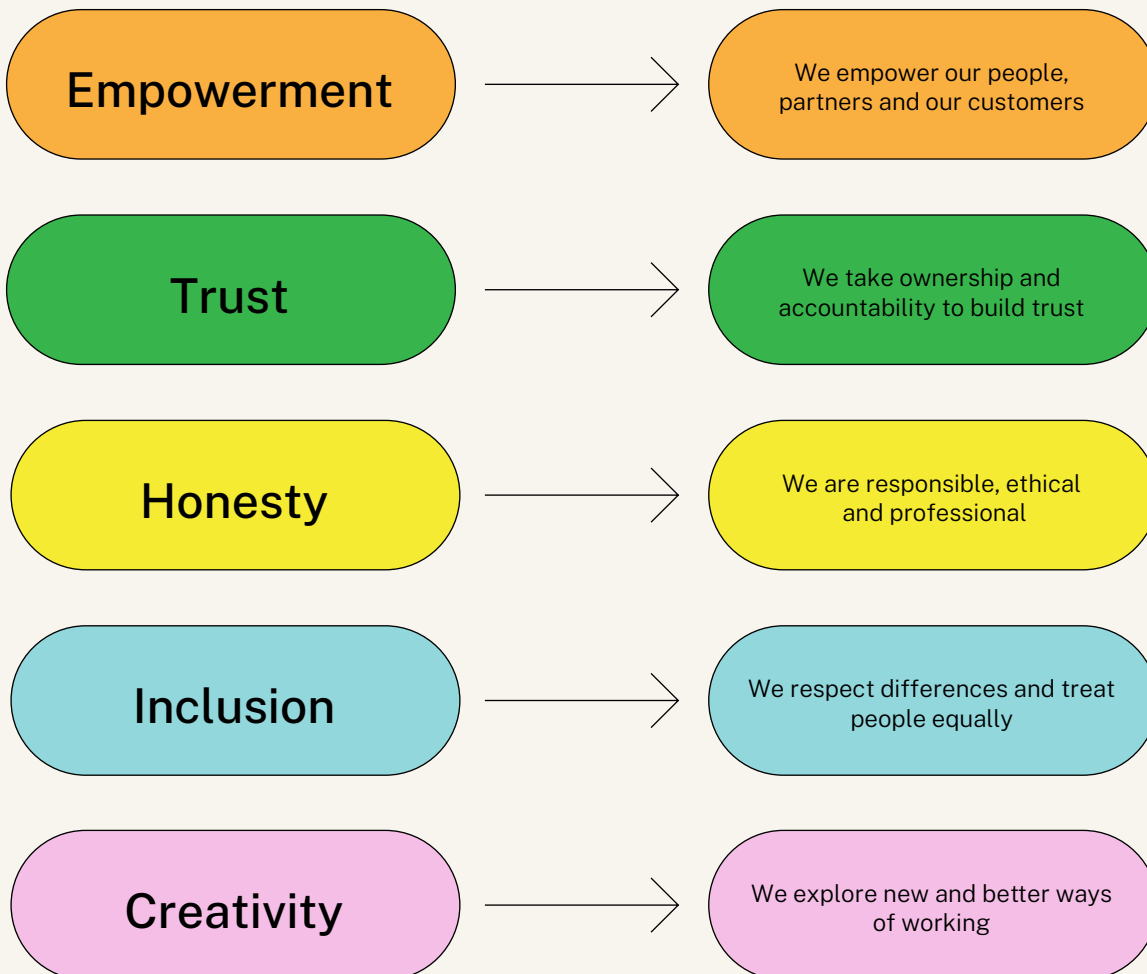 Empowerment
We empower our people,
partners and our customers
Trust
We take ownership and
accountability to build trust
Honesty
We are responsible, ethical
and professional
Inclusion
We respect differences and treat
people equally
Creativity
We explore new and better ways
of working